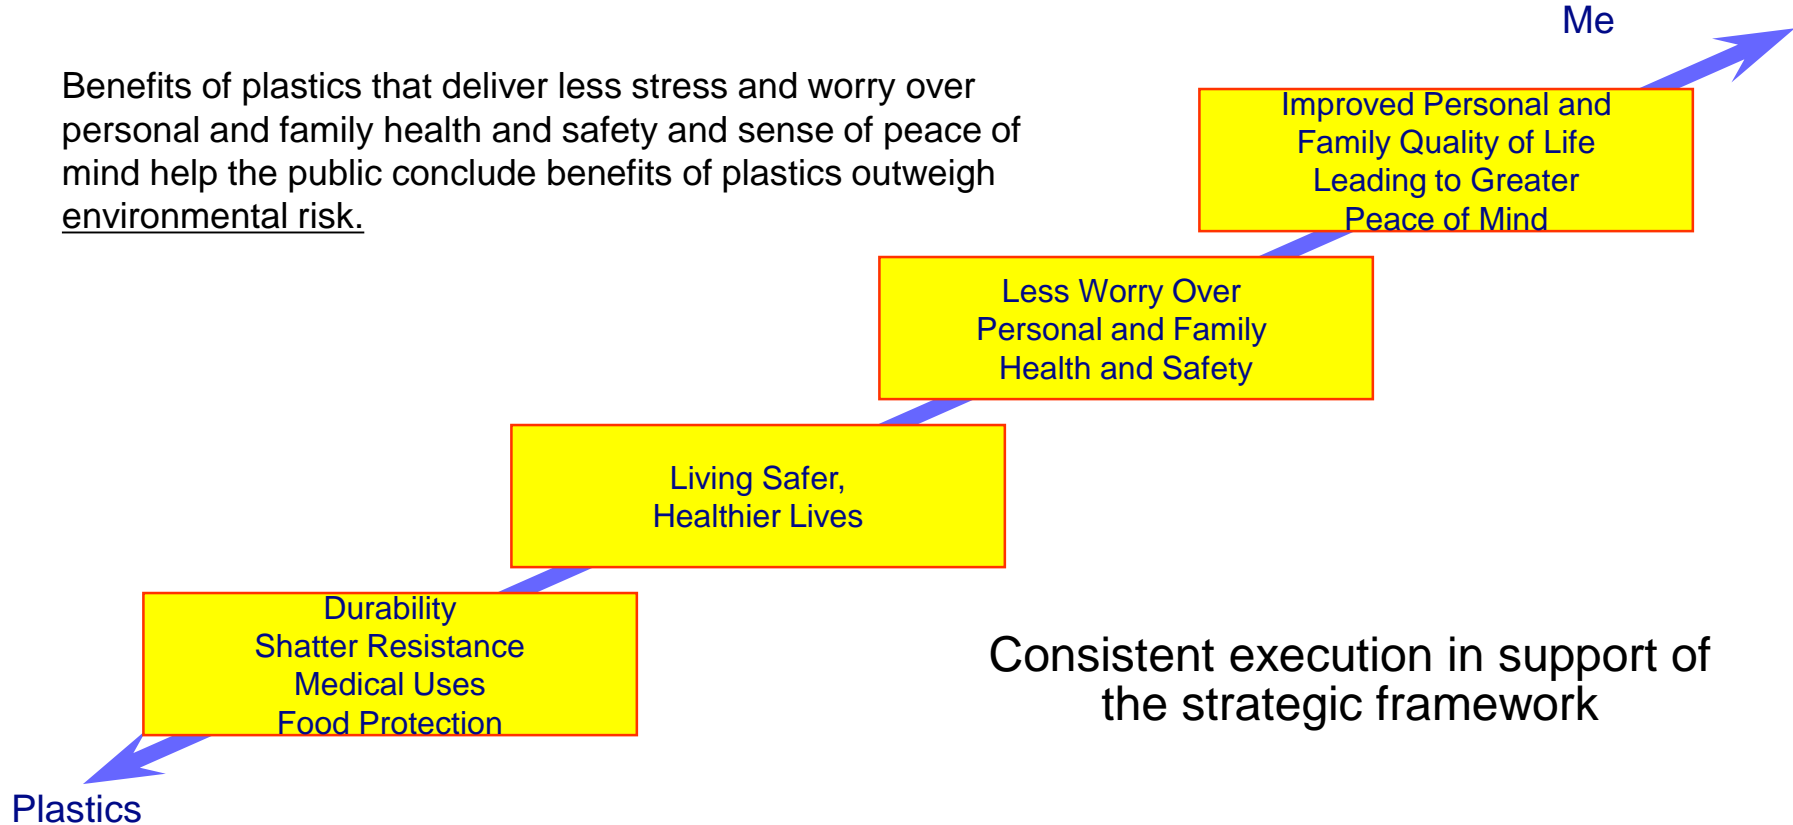 Me
Benefits of plastics that deliver less stress and worry over
personal and family health and safety and sense of peace of
mind help the public conclude benefits of plastics outweigh
environmental risk.
Improved Personal and
Family Quality of Life
Leading to Greater
Peace of Mind
Less Worry Over
Personal and Family
Health and Safety
Living Safer,
Healthier Lives
Durability
Shatter Resistance
Medical Uses
Food Protection
Consistent execution in support of
the strategic framework
Plastics